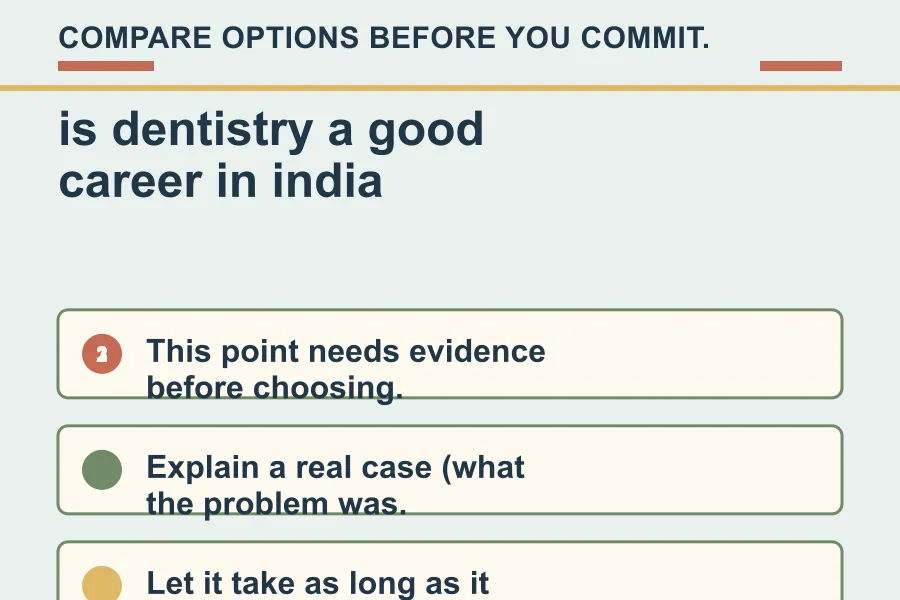 COMPARE OPTIONS BEFORE YOU COMMIT.
is dentistry a good
career in india
This point needs evidence
before choosing.
Explain a real case (what
the problem was.
Let it take as long as it